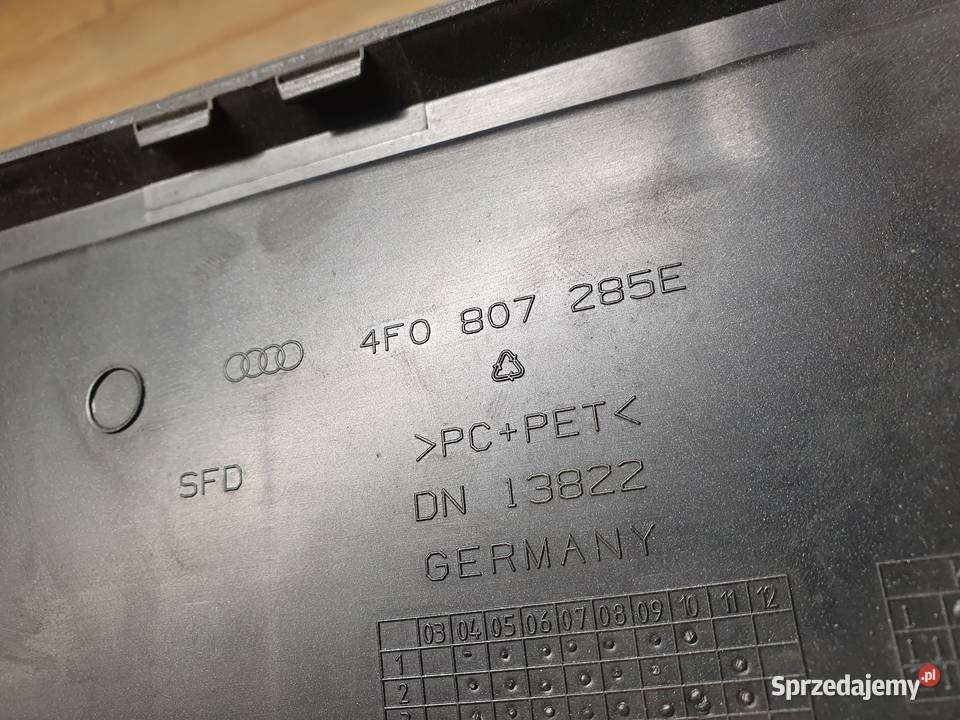 4F0 807 285E
>PC+PET<
SFD
DN 13822
GERMANY
03 04 05 06 07 08 09 10 11 12
1
2
1
Sprzedajemy.pl